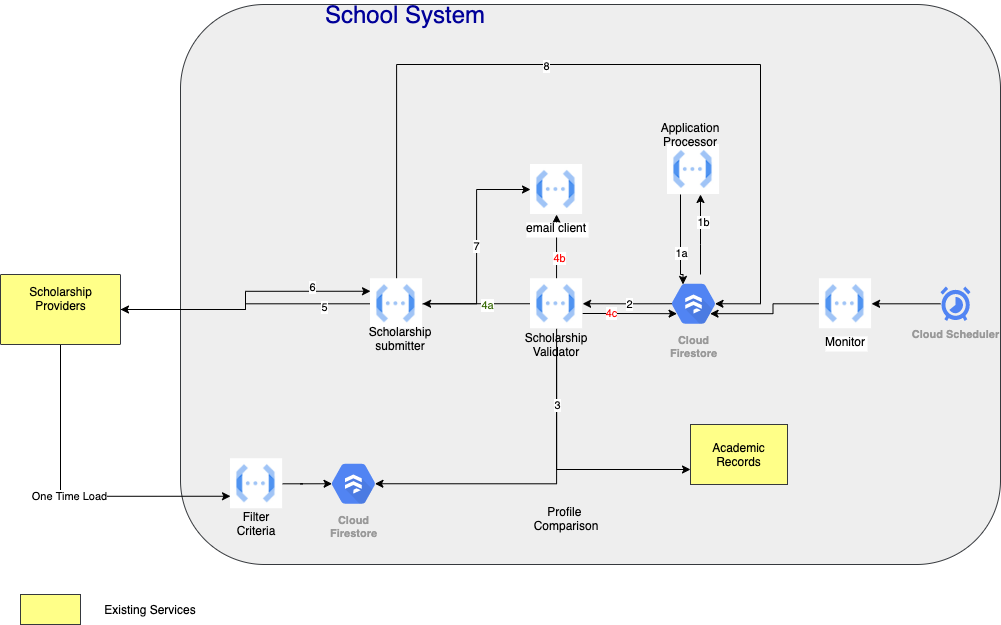 School System
8
Application
Processor
1b
email client
7
1a
4b
Scholarship
Providers
6
5
4a
2
4c
Scholarship
submitter
Scholarship
Validator
Cloud
Firestore
Monitor
Cloud Scheduler
3
Academic
Records
One Time Load
Filter
Criteria
Cloud
Firestore
Profile
Comparison
Existing Services